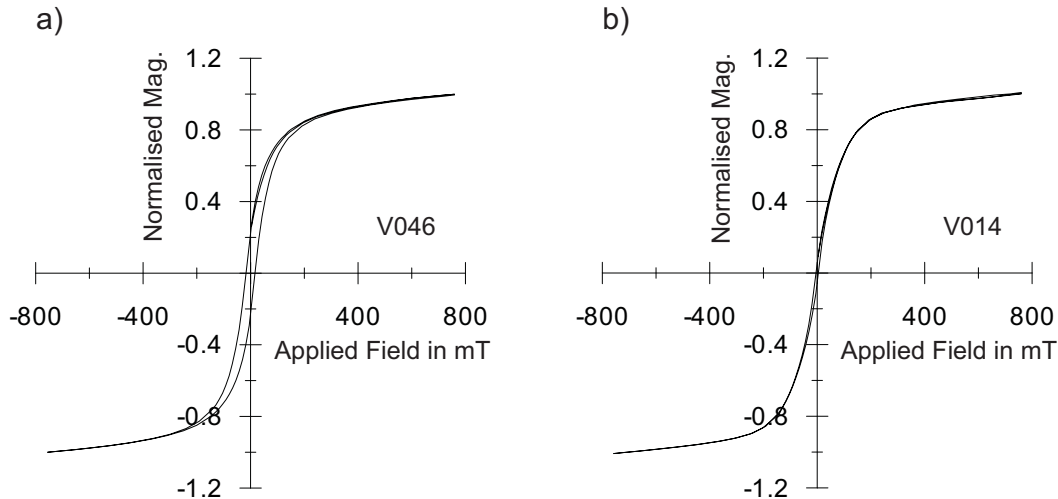 a)
1.2
0.8
0.4
-0.4
-0.8
-1.2
-800
-400
400
800
Normalised Mag.
Applied Field in mT
V046
b)
1.2
0.8
0.4
-0.4
-0.8
-1.2
-800
-400
400
800
Normalised Mag.
Applied Field in mT
V014